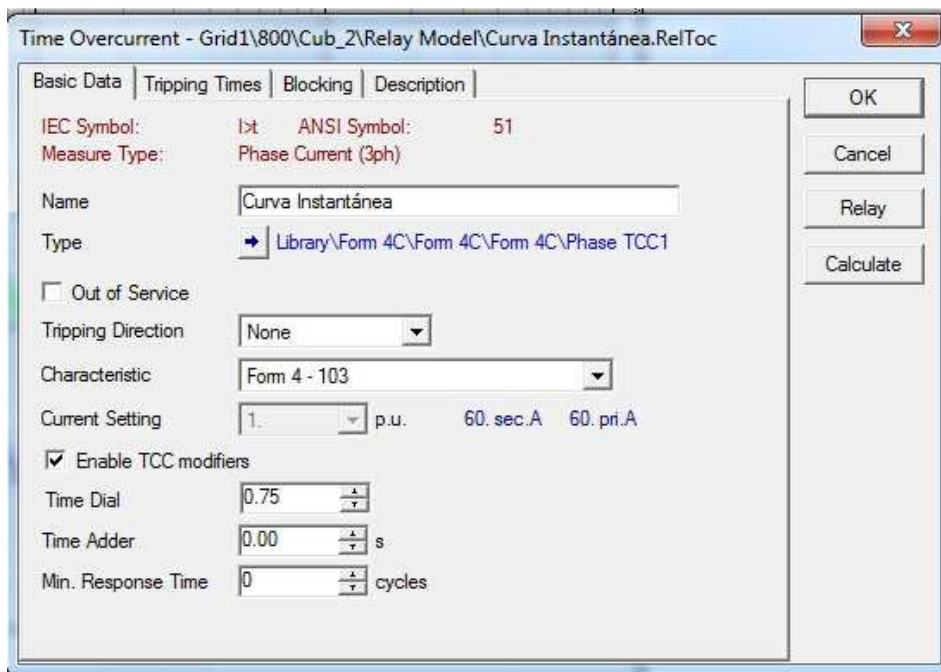 Time Overcurrent - Grid1\800\Cub_2\Relay Model\Curva Instantánea.RelToc
Basic Data Tripping Times Blocking Description
OK
IEC Symbol: I>t ANSI Symbol: 51
Measure Type: Phase Current (3ph)
Cancel
Name Curva Instantánea
Relay
Type Library\Form 4C\Form 4C\Form 4C\Phase TCC1
Calculate
Out of Service
Tripping Direction None
Characteristic Form 4 - 103
Current Setting 1. p.u. 60. sec.A 60. pri.A
Enable TCC modifiers
Time Dial 0.75
Time Adder 0.00 s
Min. Response Time 0 cycles